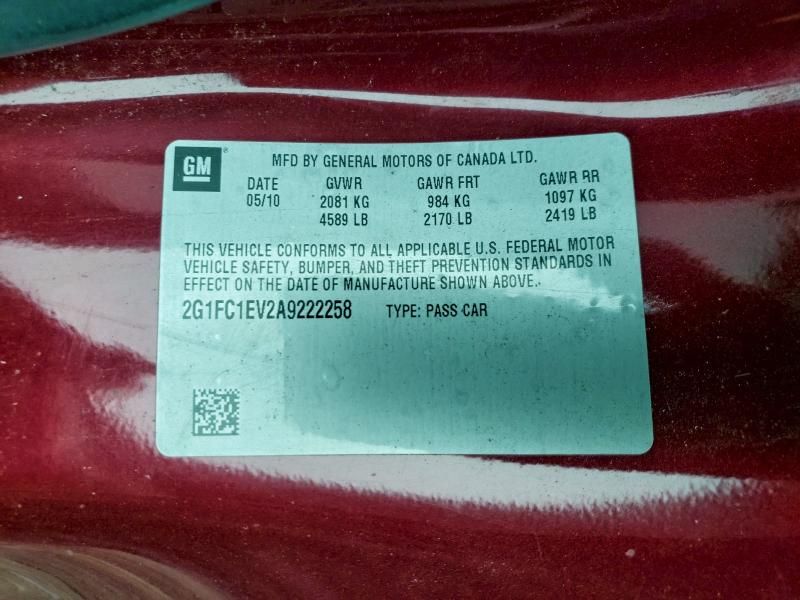 GM
MFD BY GENERAL MOTORS OF CANADA LTD.
DATE GVWR GAWR FRT GAWR RR
05/10 2081 KG 984 KG 1097 KG
4589 LB 2170 LB 2419 LB
THIS VEHICLE CONFORMS TO ALL APPLICABLE U.S. FEDERAL MOTOR
VEHICLE SAFETY, BUMPER, AND THEFT PREVENTION STANDARDS IN
EFFECT ON THE DATE OF MANUFACTURE SHOWN ABOVE.
2G1FC1EV2A9222258 TYPE: PASS CAR